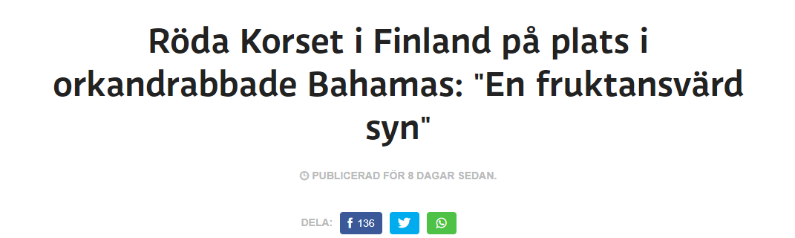 Röda Korset i Finland på plats i
orkandrabbade Bahamas: "En fruktansvärd
syn"
PUBLICERAD FÖR 8 DAGAR SEDAN.
DELA: 136